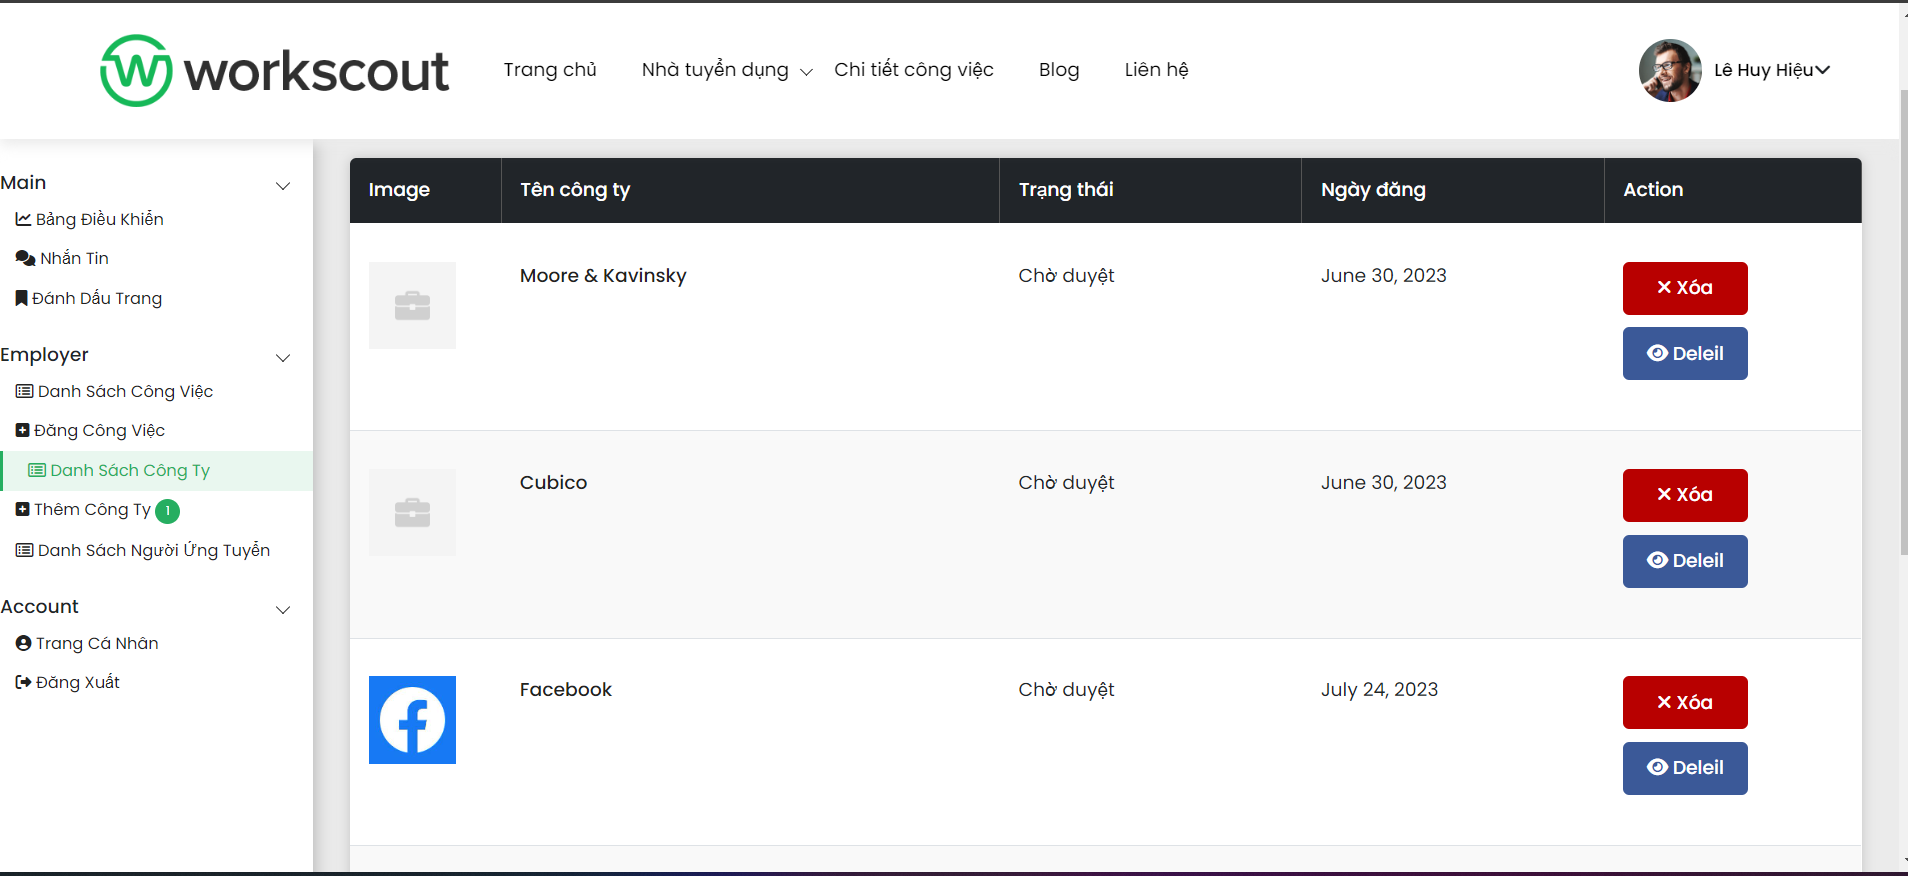 workscout
Trang chủ
Nhà tuyển dụng
Chi tiết công việc
Blog
Liên hệ
Lê Huy Hiệu
Main
Bảng Điều Khiển
Nhắn Tin
Đánh Dấu Trang
Employer
Danh Sách Công Việc
Đăng Công Việc
Danh Sách Công Ty
Thêm Công Ty 1
Danh Sách Người Ứng Tuyển
Account
Trang Cá Nhân
Đăng Xuất
Image Tên công ty Trạng thái Ngày đăng Action
Moore & Kavinsky Chờ duyệt June 30, 2023 Xóa
Deleil
Cubico Chờ duyệt June 30, 2023 Xóa
Deleil
Facebook Chờ duyệt July 24, 2023 Xóa
Deleil